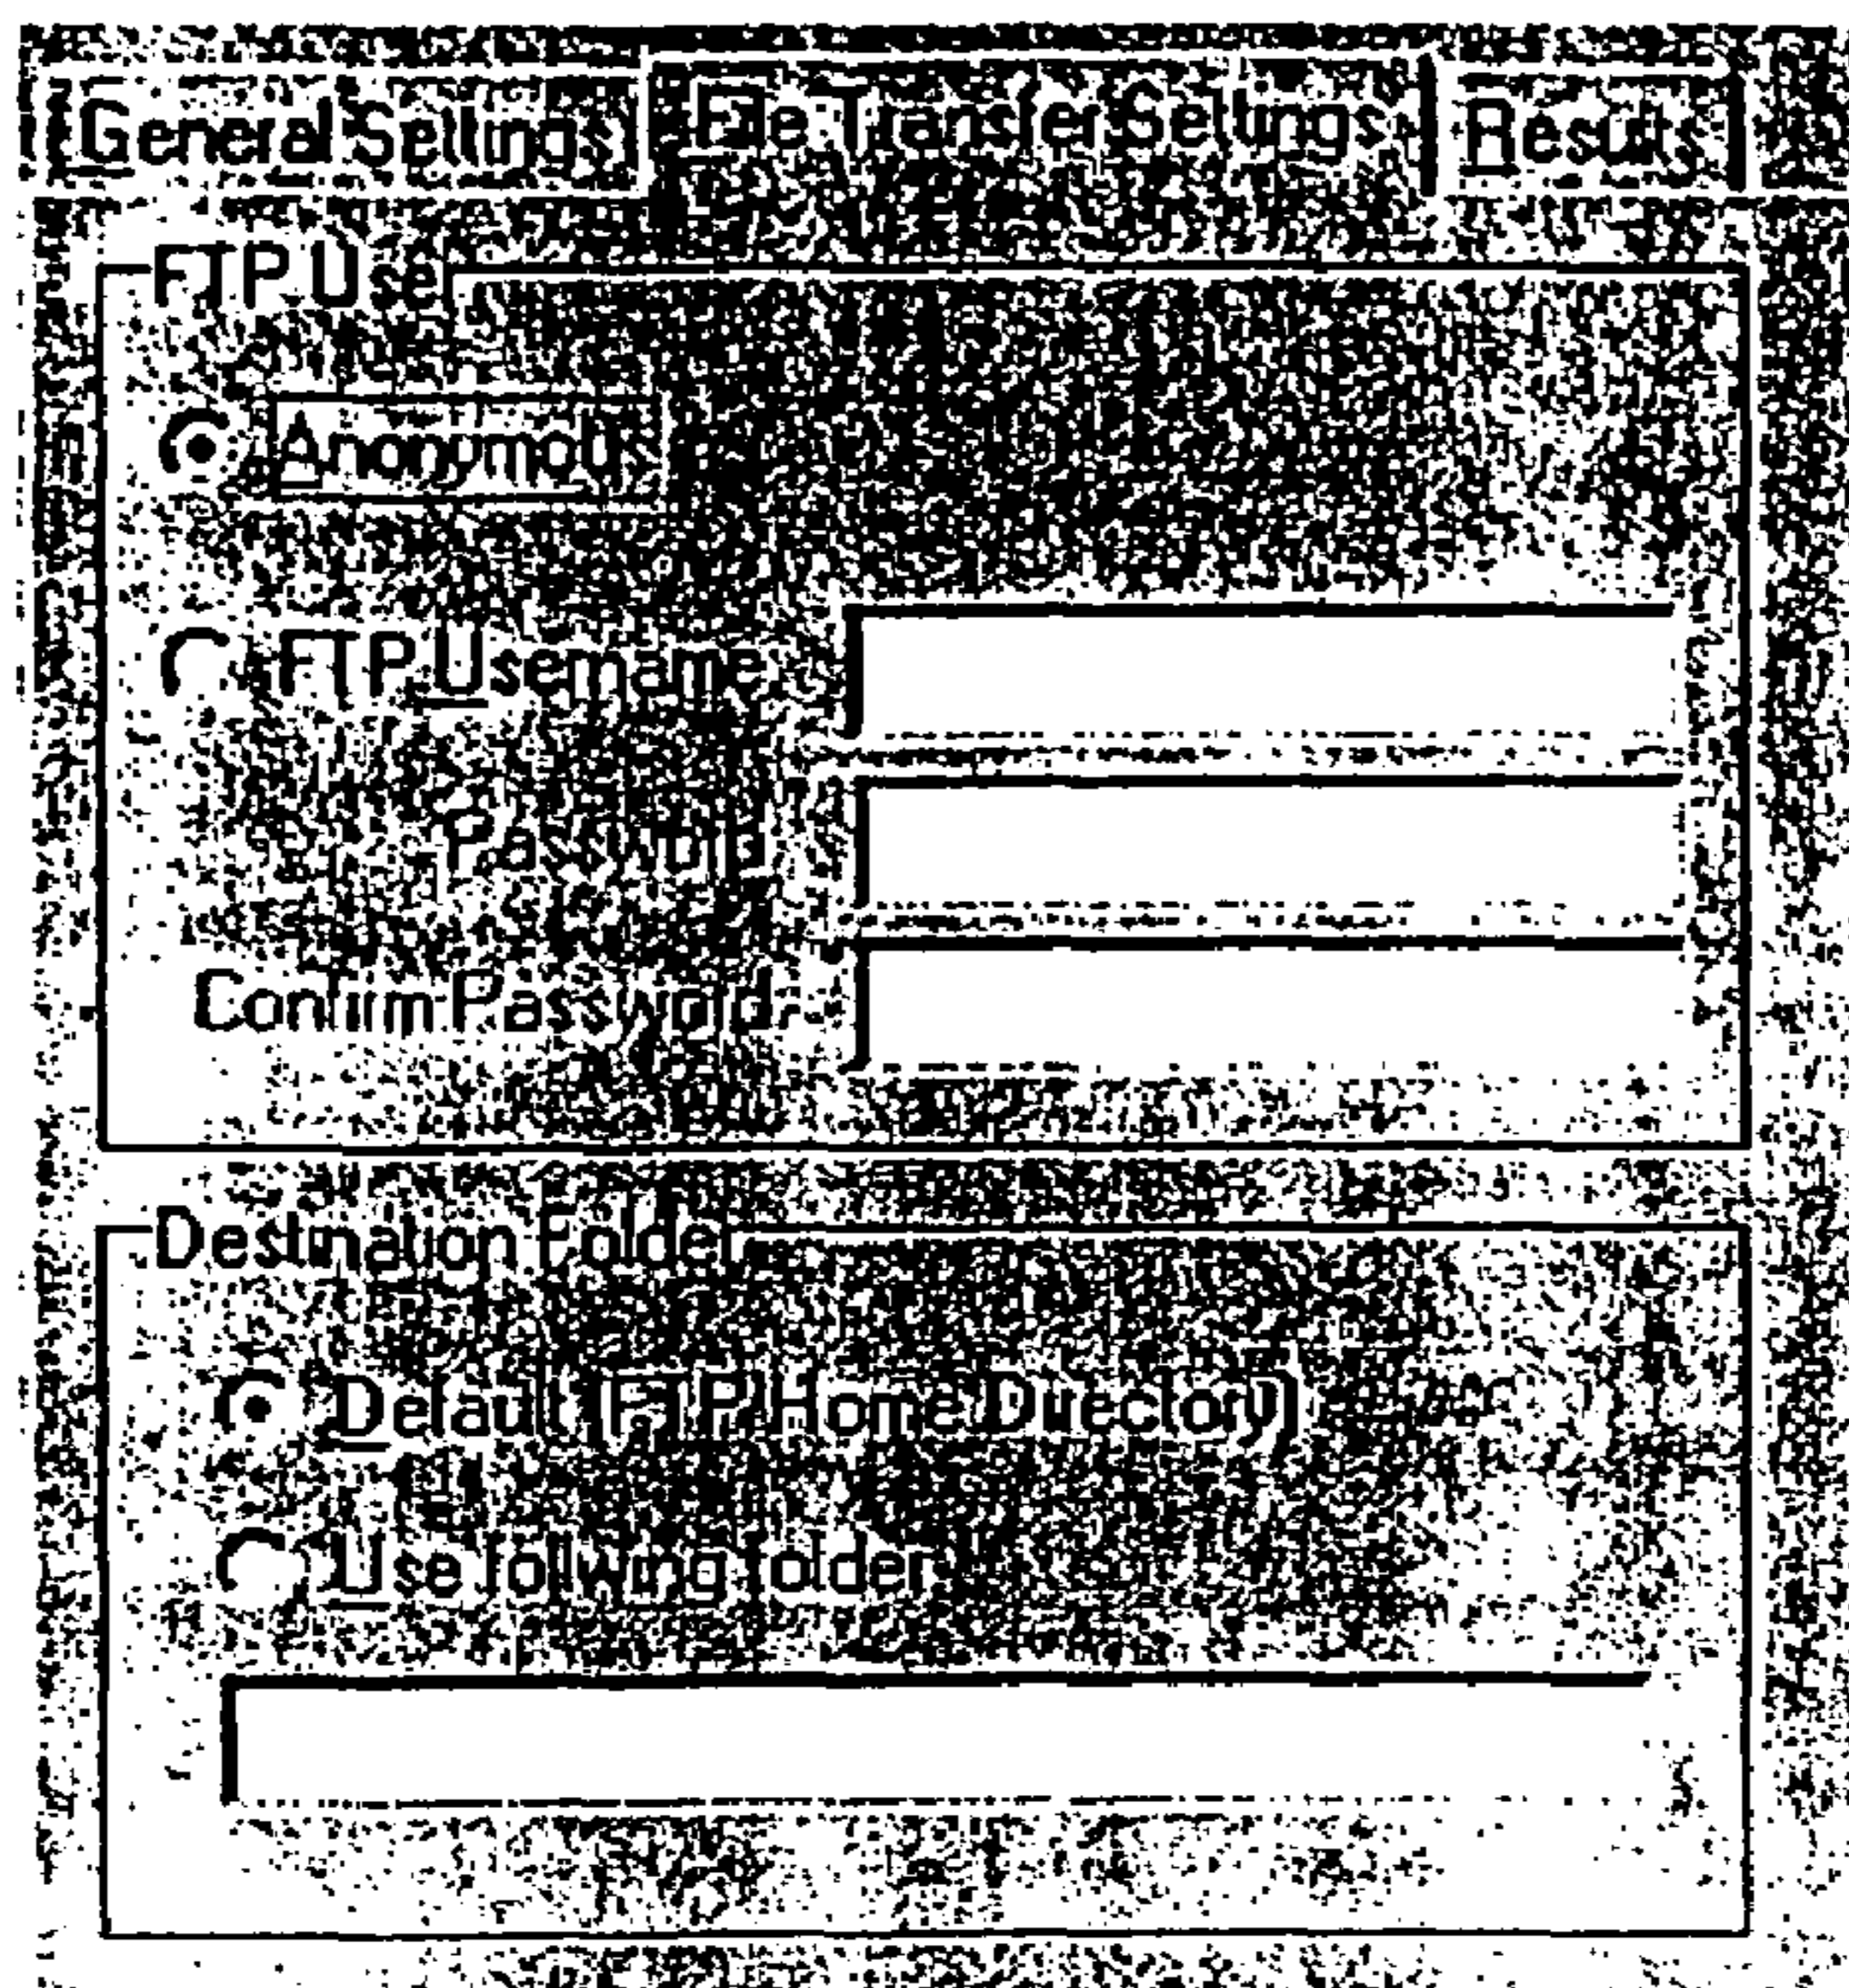 General Settings File Transfer Settings Results
FTP Use
Anonymous
FTP Username
Password
Confirm Password
Destination Folder
Default (FTP Home Directory)
Use follwing folder